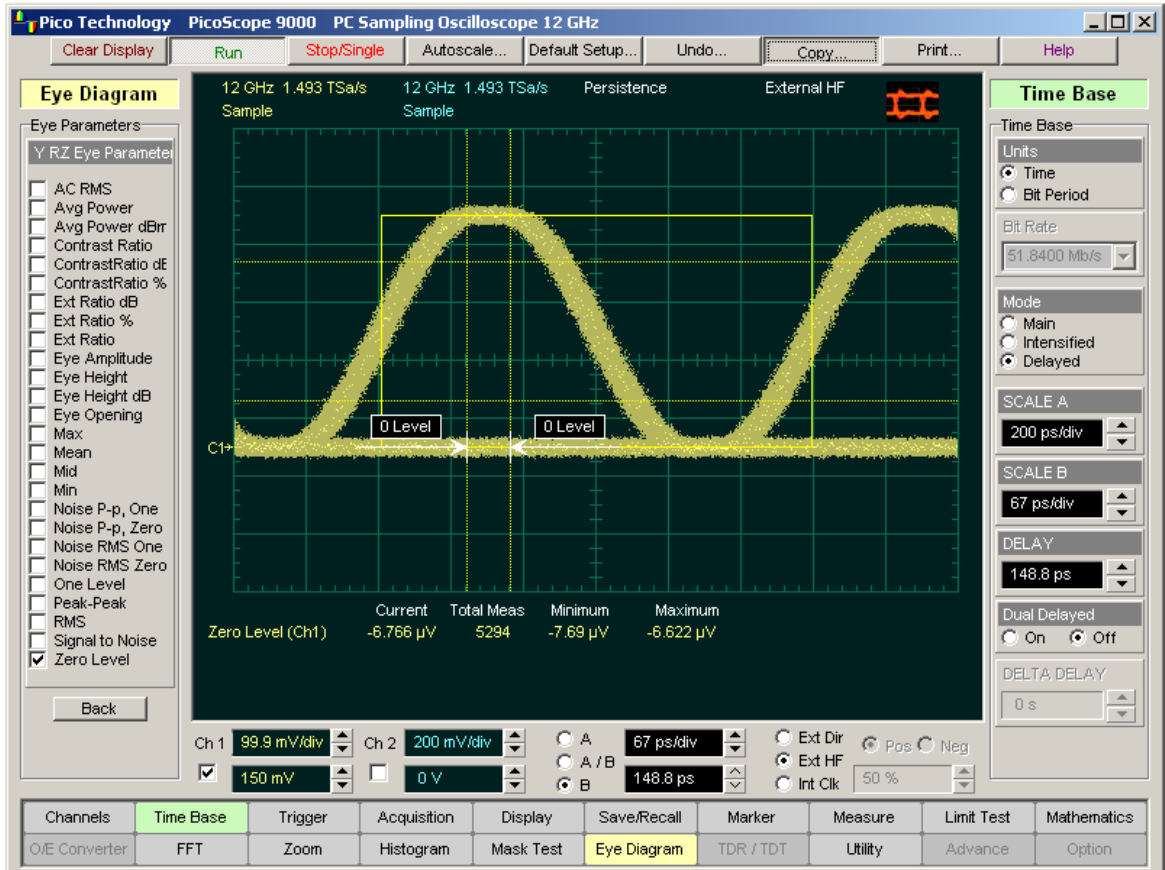 Pico Technology PicoScope 9000 PC Sampling Oscilloscope 12 GHz
Clear Display Run Stop/Single Autoscale... Default Setup... Undo... Copy... Print... Help
Eye Diagram
Eye Parameters
Y RZ Eye Parameter
AC RMS
Avg Power
Avg Power dBm
Contrast Ratio
ContrastRatio dB
ContrastRatio %
Ext Ratio dB
Ext Ratio %
Ext Ratio
Eye Amplitude
Eye Height
Eye Height dB
Eye Opening
Max
Mean
Mid
Min
Noise P-p, One
Noise P-p, Zero
Noise RMS One
Noise RMS Zero
One Level
Peak-Peak
RMS
Signal to Noise
Zero Level
Back
12 GHz 1.493 TSa/s 12 GHz 1.493 TSa/s Persistence External HF
Sample Sample
0 Level 0 Level
C1
Current Total Meas Minimum Maximum
Zero Level (Ch1) -6.766 µV 5294 -7.69 µV -6.622 µV
Time Base
Time Base
Units
Time
Bit Period
Bit Rate
51.8400 Mb/s
Mode
Main
Intensified
Delayed
SCALE A
200 ps/div
SCALE B
67 ps/div
DELAY
148.8 ps
Dual Delayed
On Off
DELTA DELAY
0 s
Ch 1 99.9 mV/div Ch 2 200 mV/div A 67 ps/div Ext Dir Pos Neg
A / B Ext HF
150 mV 0 V B 148.8 ps Int Clk 50 %
Channels Time Base Trigger Acquisition Display Save/Recall Marker Measure Limit Test Mathematics
O/E Converter FFT Zoom Histogram Mask Test Eye Diagram TDR / TDT Utility Advance Option